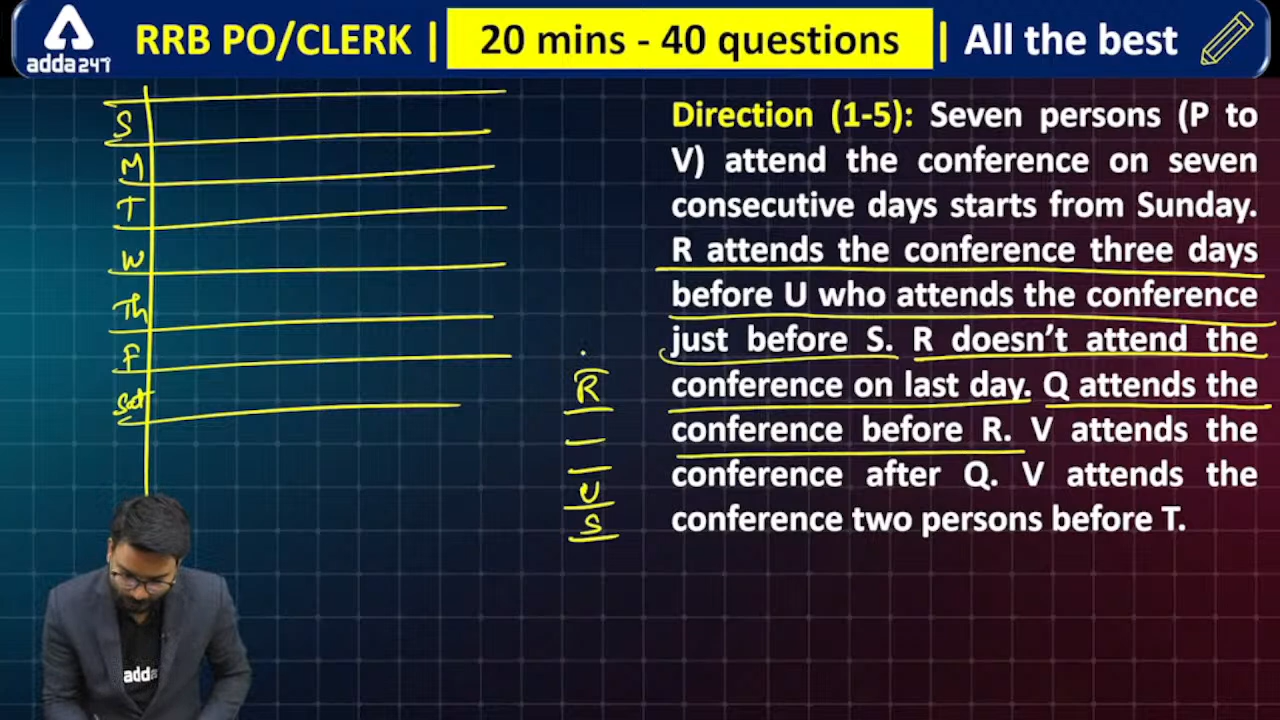 adda247
RRB PO/CLERK | 20 mins - 40 questions | All the best
S
M
T
W
Th
F
Sat
R
U
S
Direction (1-5): Seven persons (P to
V) attend the conference on seven
consecutive days starts from Sunday.
R attends the conference three days
before U who attends the conference
just before S. R doesn't attend the
conference on last day. Q attends the
conference before R. V attends the
conference after Q. V attends the
conference two persons before T.
adda